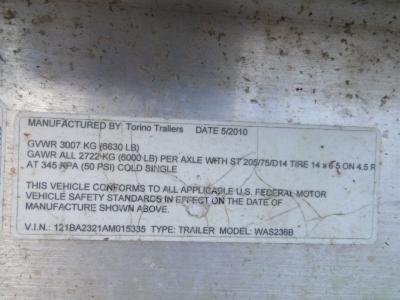 MANUFACTURED BY: Torino Trailers DATE 5/2010
GVWR 3007 KG (6630 LB)
GAWR ALL 2722 KG (6000 LB) PER AXLE WITH ST 205/75/D14 TIRE 14 x 6.5 ON 4.5 R
AT 345 KPA (50 PSI) COLD SINGLE
THIS VEHICLE CONFORMS TO ALL APPLICABLE U.S. FEDERAL MOTOR
VEHICLE SAFETY STANDARDS IN EFFECT ON THE DATE OF
MANUFACTURE SHOWN ABOVE.
V.I.N.: 121BA2321AM015335 TYPE: TRAILER MODEL: WAS236B